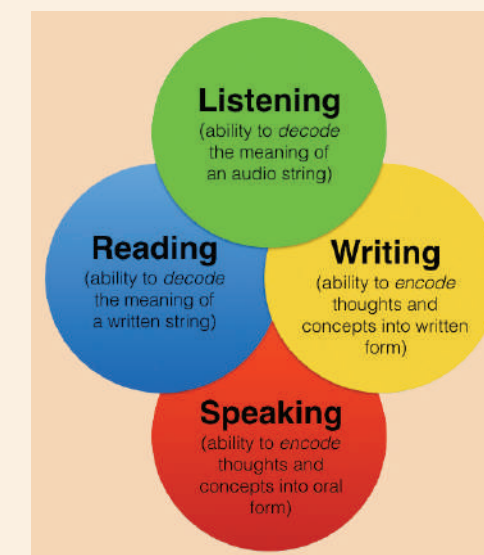 Listening
(ability to decode
the meaning of
an audio string)
Reading
(ability to decode
the meaning of
a written string)
Writing
(ability to encode
thoughts and
concepts into written
form)
Speaking
(ability to encode
thoughts and
concepts into oral
form)